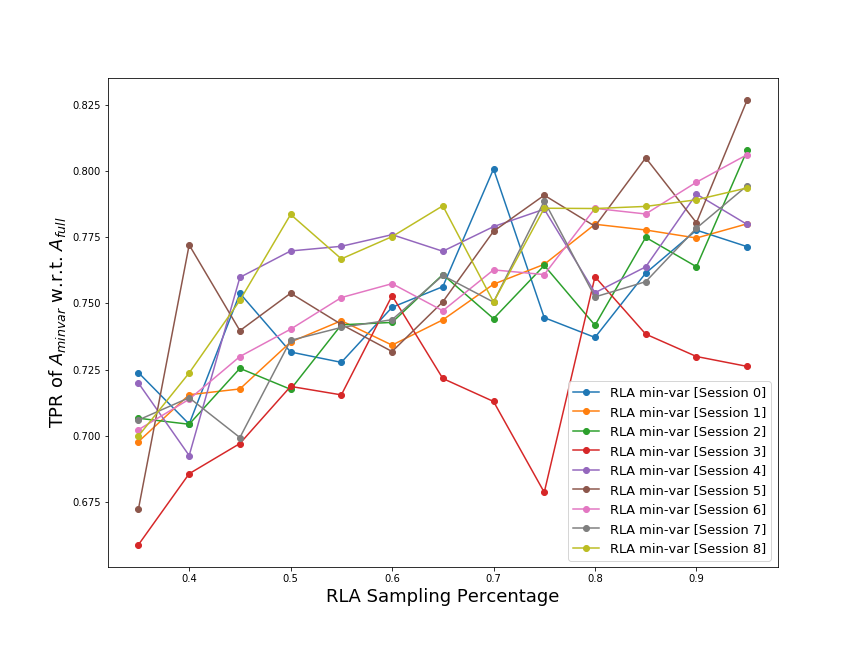 0.825
0.800
0.775
0.750
0.725
0.700
0.675
TPR of A_minvar w.r.t. A_full
RLA min-var [Session 0]
RLA min-var [Session 1]
RLA min-var [Session 2]
RLA min-var [Session 3]
RLA min-var [Session 4]
RLA min-var [Session 5]
RLA min-var [Session 6]
RLA min-var [Session 7]
RLA min-var [Session 8]
0.4 0.5 0.6 0.7 0.8 0.9
RLA Sampling Percentage